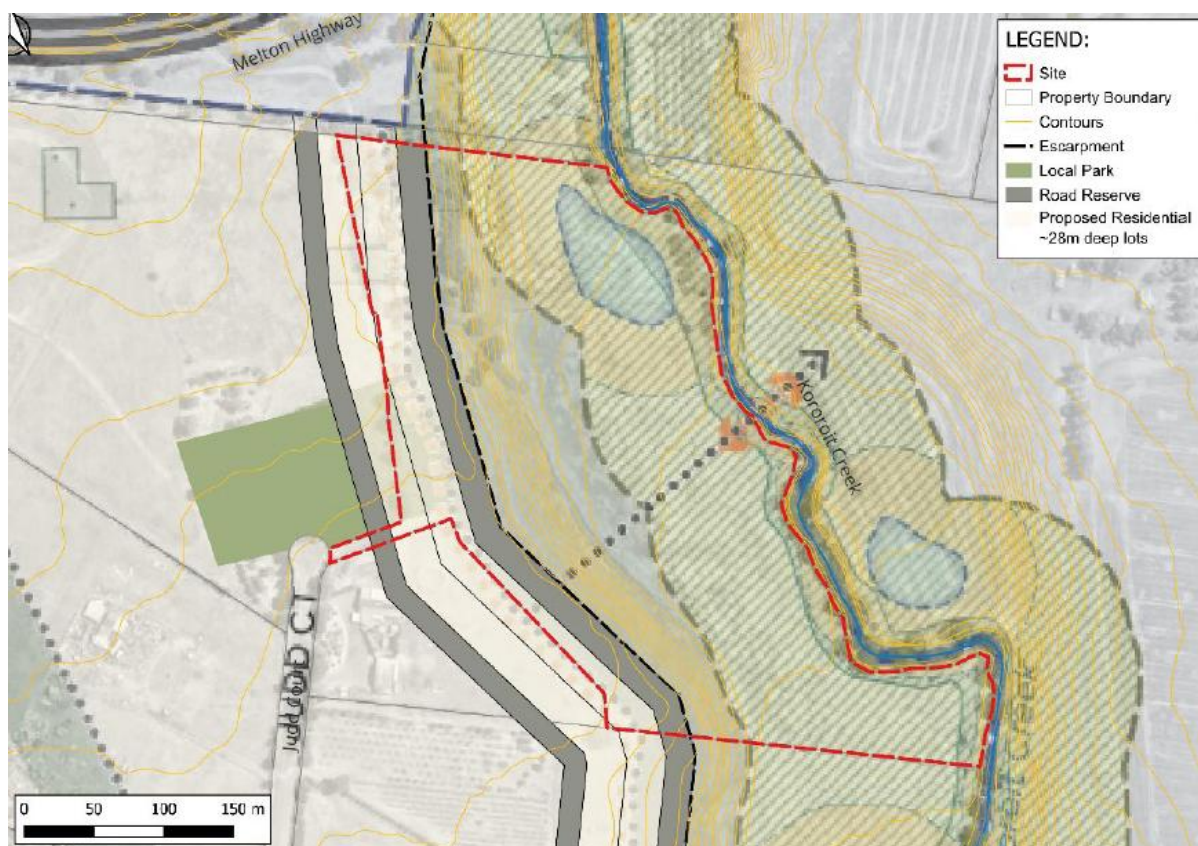 Melton Highway
LEGEND:
Site
Property Boundary
Contours
Escarpment
Local Park
Road Reserve
Proposed Residential
~28m deep lots
Kororoit Creek
Judd Court
0 50 100 150 m